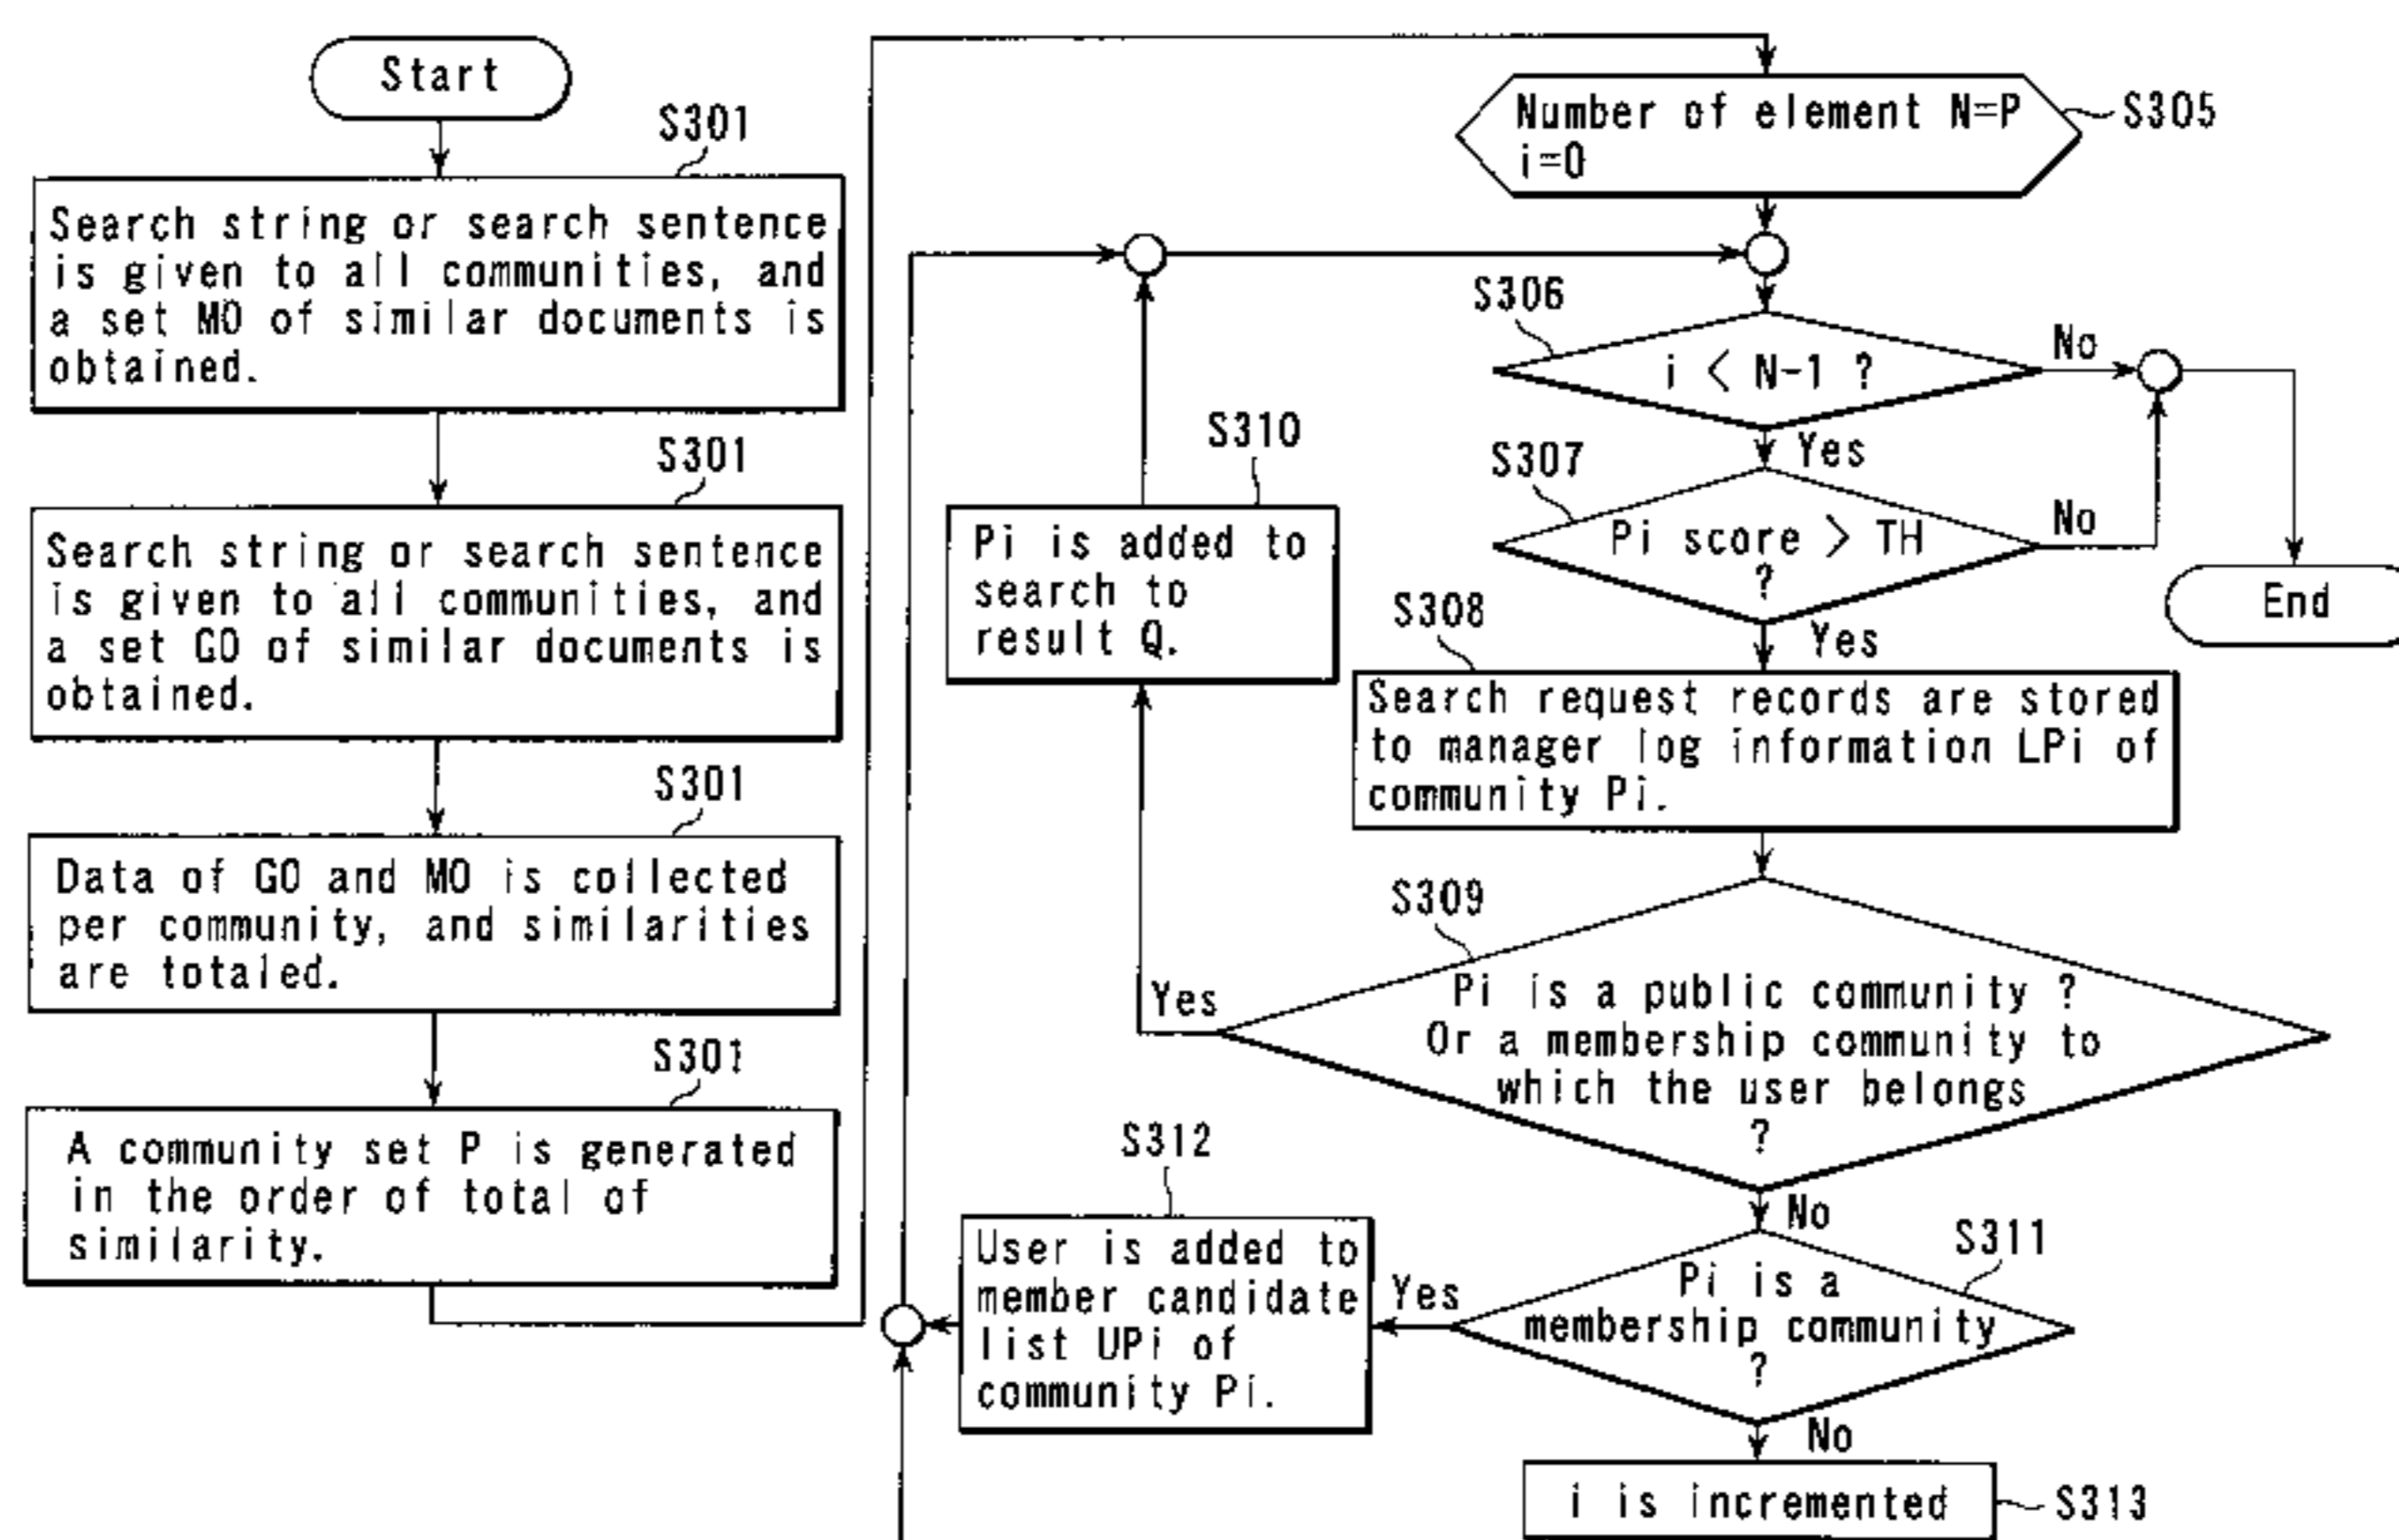 Start
S301
Search string or search sentence
is given to all communities, and
a set MO of similar documents is
obtained.
S301
Search string or search sentence
is given to all communities, and
a set GO of similar documents is
obtained.
S301
Data of GO and MO is collected
per community, and similarities
are totaled.
S301
A community set P is generated
in the order of total of
similarity.
Number of element N=P
i=0
S305
S306
i < N-1 ?
No
Yes
S307
Pi score > TH
?
No
Yes
End
S308
Search request records are stored
to manager log information LPi of
community Pi.
S309
Pi is a public community ?
Or a membership community to
which the user belongs
?
Yes
No
S310
Pi is added to
search to
result Q.
S311
Pi is a
membership community
?
Yes
No
S312
User is added to
member candidate
list UPi of
community Pi.
i is incremented
S313